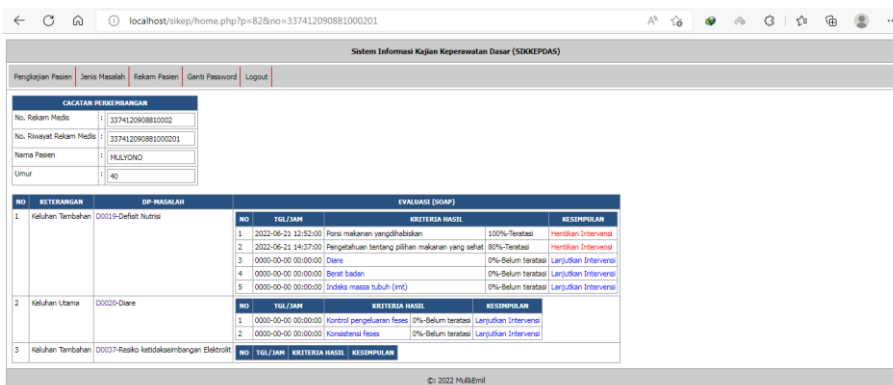 localhost/sikep/home.php?p=82&no=337412090881000201
Sistem Informasi Kajian Keperawatan Dasar (SIKKEPDAS)
Pengkajian Pasien Jenis Masalah Rekam Pasien Ganti Password Logout
CACATAN PERKEMBANGAN
No. Rekam Medis : 3374120908810002
No. Riwayat Rekam Medis : 337412090881000201
Nama Pasien : MULYONO
Umur : 40
NO KETERANGAN DP-MASALAH EVALUASI (SOAP)
1 Keluhan Tambahan D0019-Defisit Nutrisi
NO TGL/JAM KRITERIA HASIL KESIMPULAN
1 2022-06-21 12:52:00 Porsi makanan yangdihabiskan 100%-Teratasi Hentikan Intervensi
2 2022-06-21 14:37:00 Pengetahuan tentang pilihan makanan yang sehat 80%-Teratasi Hentikan Intervensi
3 0000-00-00 00:00:00 Diare 0%-Belum teratasi Lanjutkan Intervensi
4 0000-00-00 00:00:00 Berat badan 0%-Belum teratasi Lanjutkan Intervensi
5 0000-00-00 00:00:00 Indeks massa tubuh (imt) 0%-Belum teratasi Lanjutkan Intervensi
2 Keluhan Utama D0020-Diare
NO TGL/JAM KRITERIA HASIL KESIMPULAN
1 0000-00-00 00:00:00 Kontrol pengeluaran feses 0%-Belum teratasi Lanjutkan Intervensi
2 0000-00-00 00:00:00 Konsistensi feses 0%-Belum teratasi Lanjutkan Intervensi
3 Keluhan Tambahan D0037-Resiko ketidakseimbangan Elektrolit NO TGL/JAM KRITERIA HASIL KESIMPULAN
©: 2022 Mul&Emil